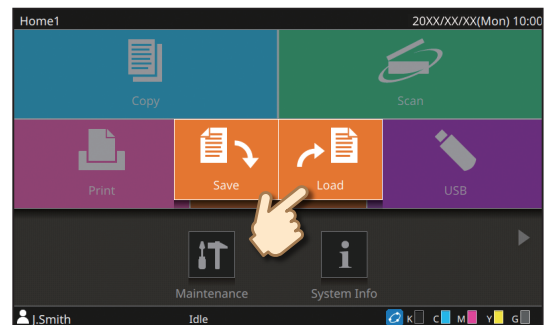 Home1 20XX/XX/XX(Mon) 10:00
Copy Scan
Print Save Load USB
Maintenance System Info
J.Smith Idle K C M Y G